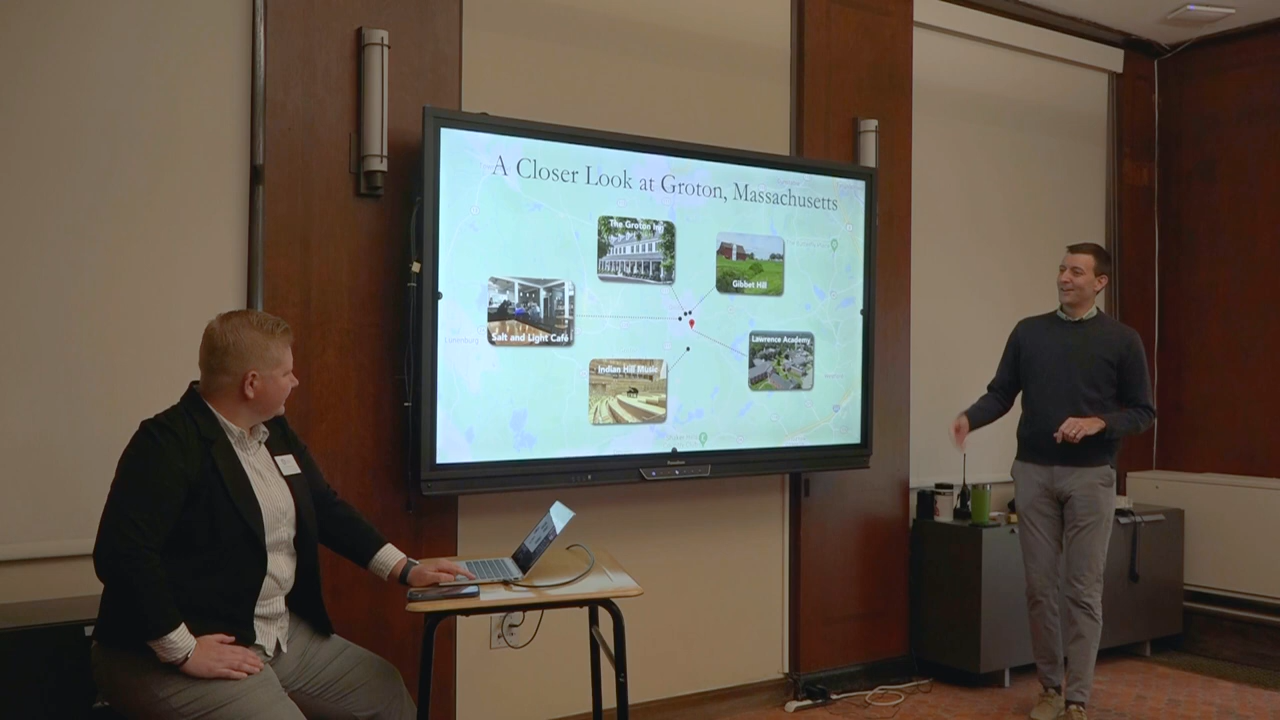 A Closer Look at Groton, Massachusetts
The Groton Inn
Gibbet Hill
Salt and Light Café
Lawrence Academy
Indian Hill Music